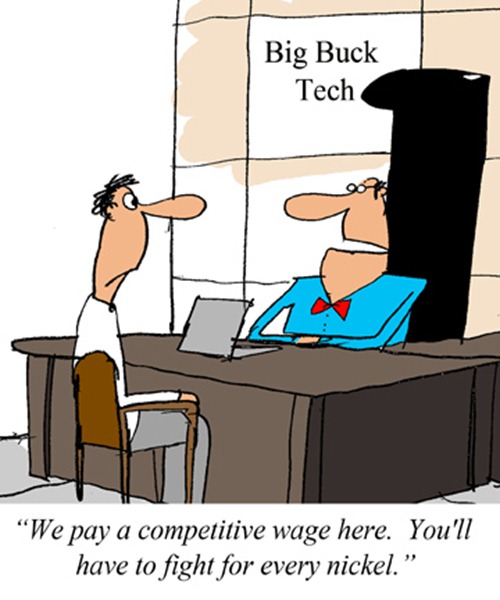 Big Buck
Tech
“We pay a competitive wage here.  You'll
have to fight for every nickel.”